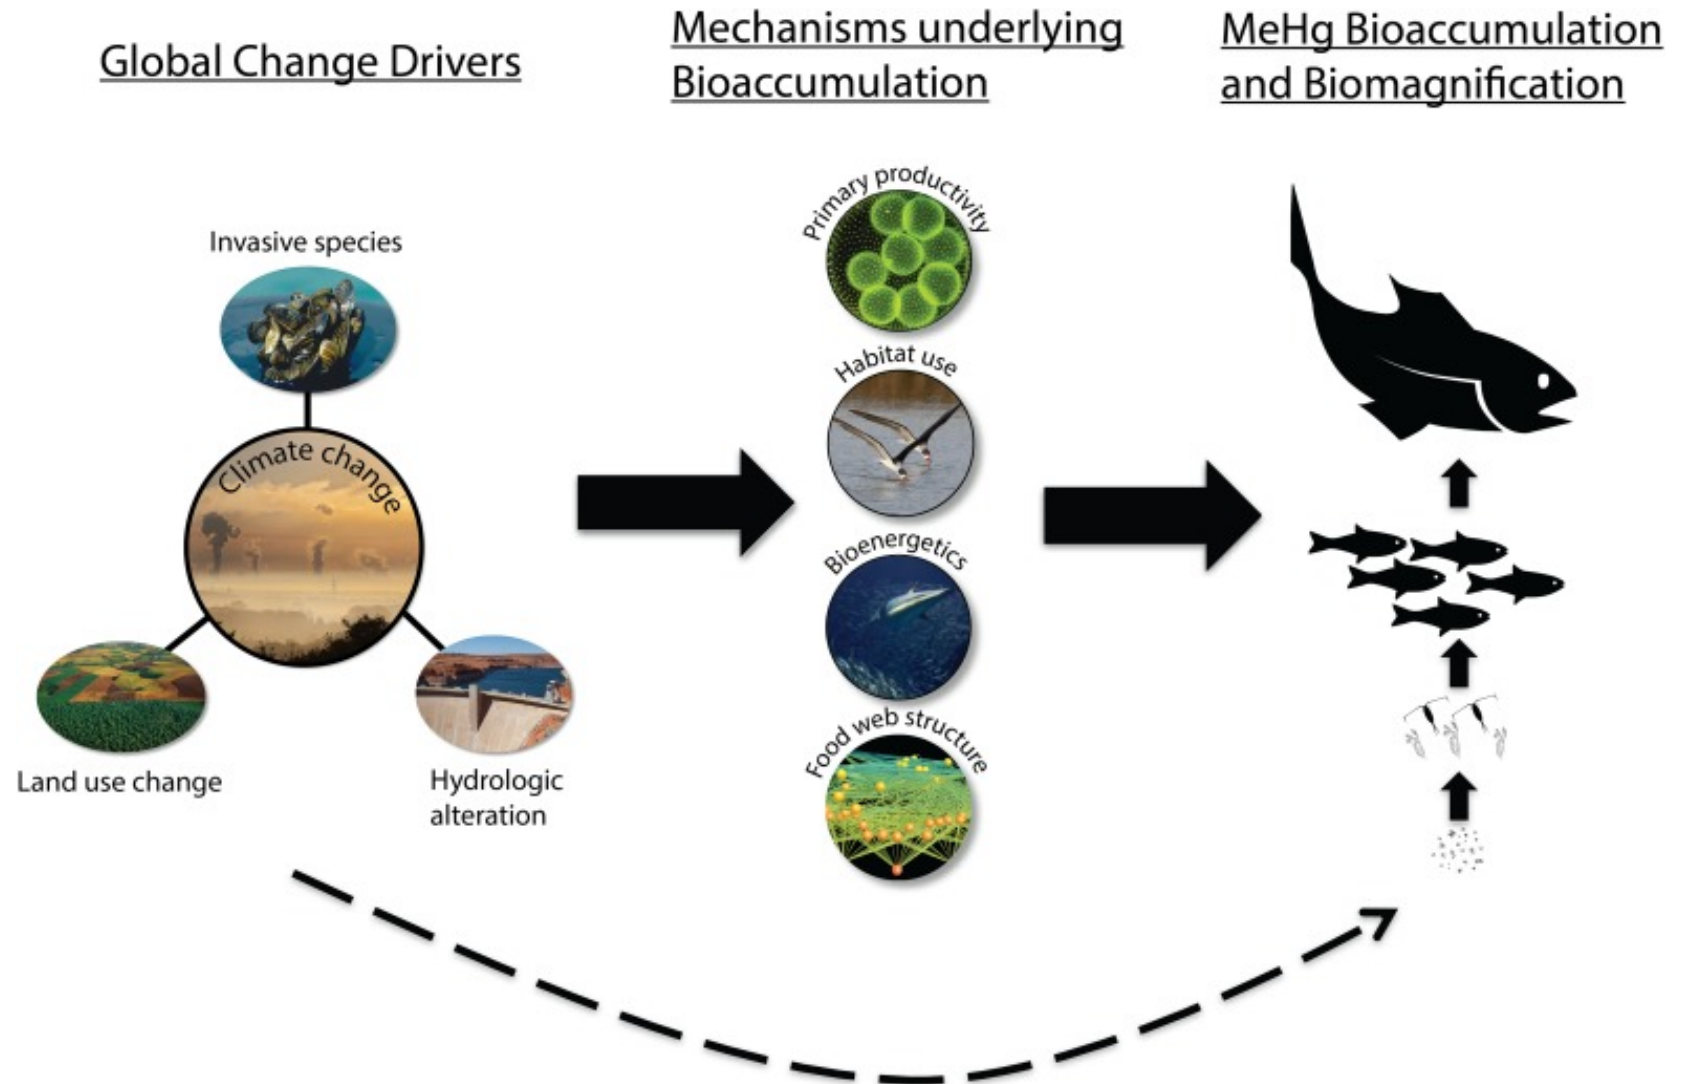 Global Change Drivers
Mechanisms underlying
Bioaccumulation
MeHg Bioaccumulation
and Biomagnification
Invasive species
Climate change
Land use change
Hydrologic
alteration
Primary productivity
Habitat use
Bioenergetics
Food web structure